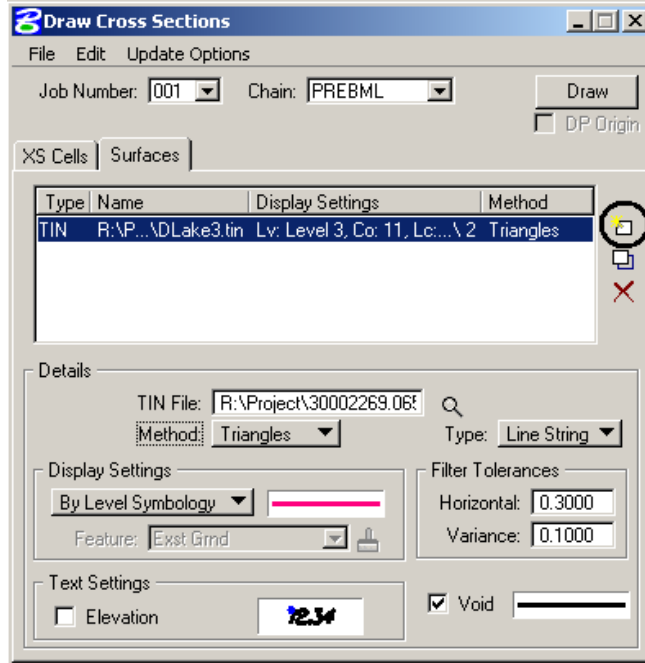 Draw Cross Sections
File Edit Update Options
Job Number: 001 Chain: PREBML Draw
DP Origin
XS Cells Surfaces
Type Name Display Settings Method
TIN R:\P...\DLake3.tin Lv: Level 3, Co: 11, Lc:...\ 2 Triangles
Details
TIN File: R:\Project\30002269.065
Method: Triangles Type: Line String
Display Settings Filter Tolerances
By Level Symbology Horizontal: 0.3000
Feature: Exst Grnd Variance: 0.1000
Text Settings
Elevation 12.34 Void